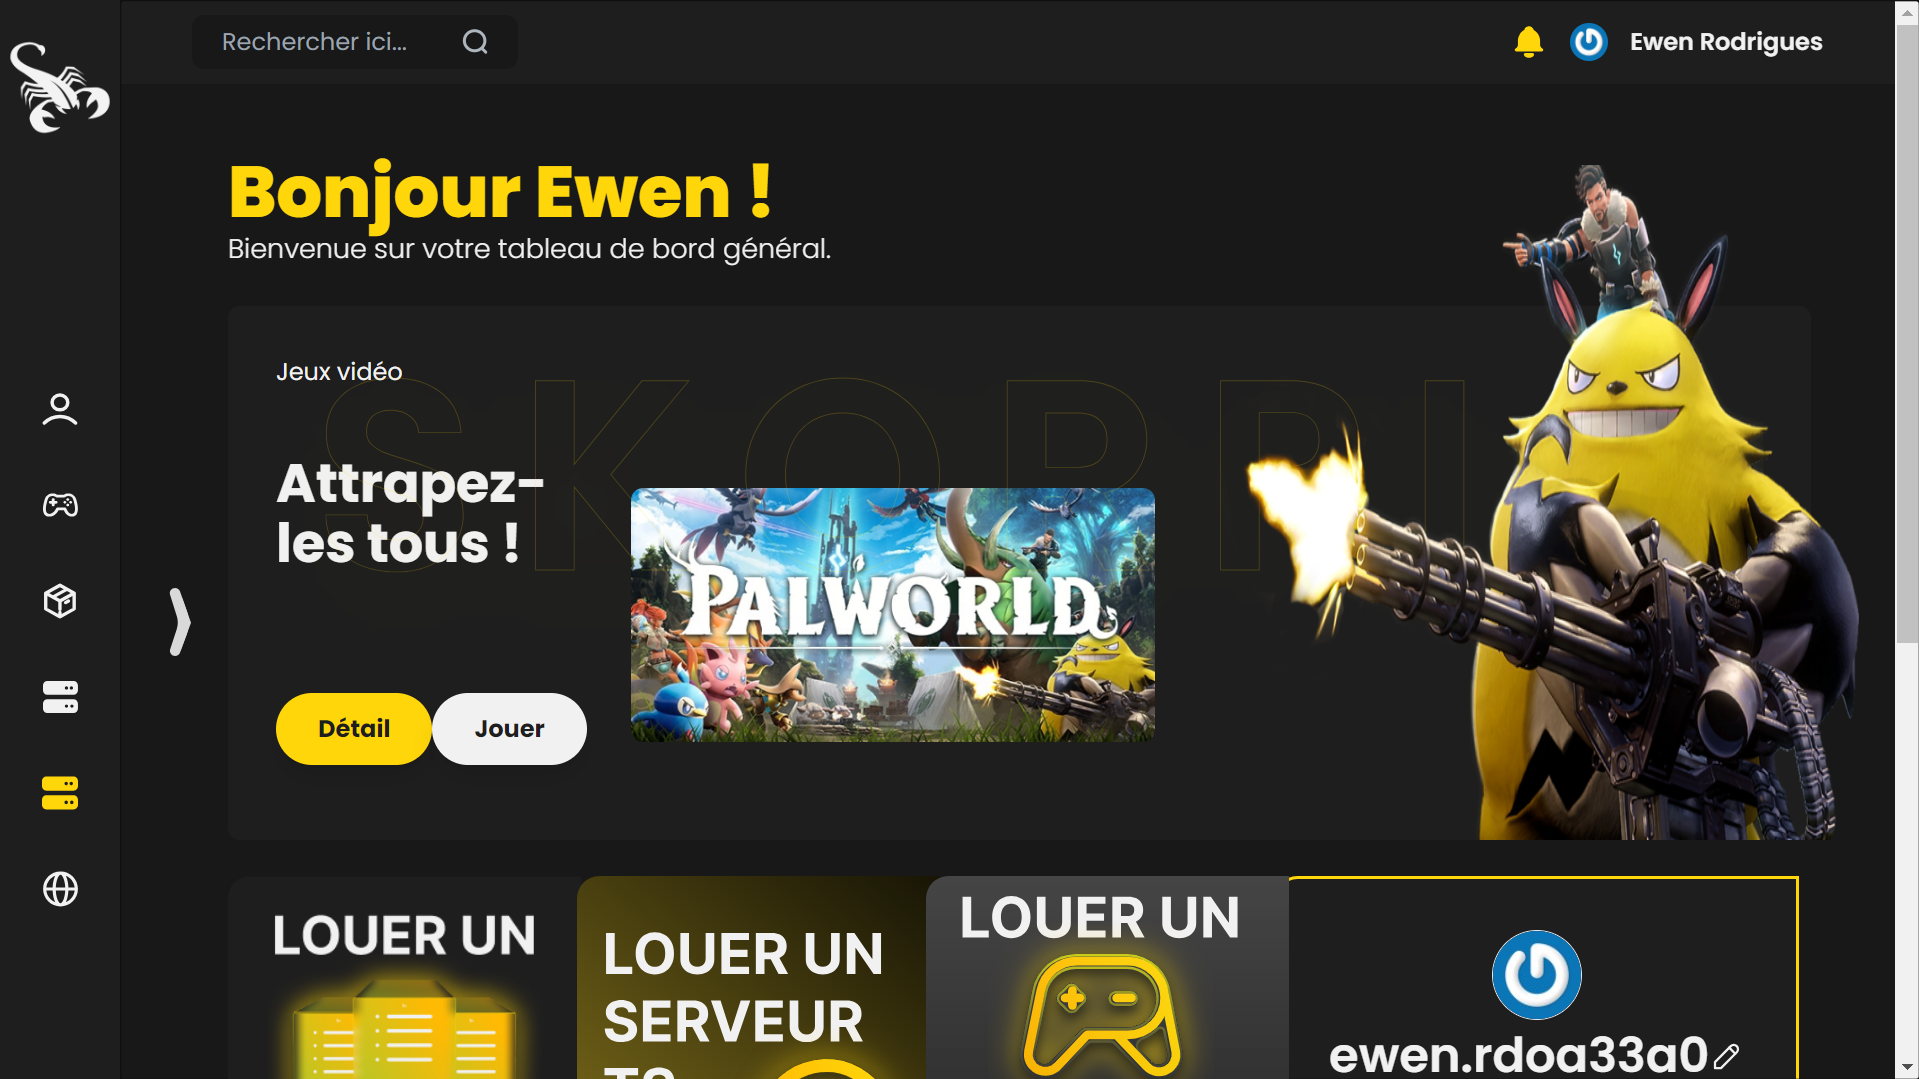 Rechercher ici...
Ewen Rodrigues
Bonjour Ewen !
Bienvenue sur votre tableau de bord général.
Jeux vidéo
SKORPI
Attrapez-
les tous !
PALWORLD
Détail
Jouer
LOUER UN
LOUER UN
SERVEUR
LOUER UN
ewen.rdoa33a0